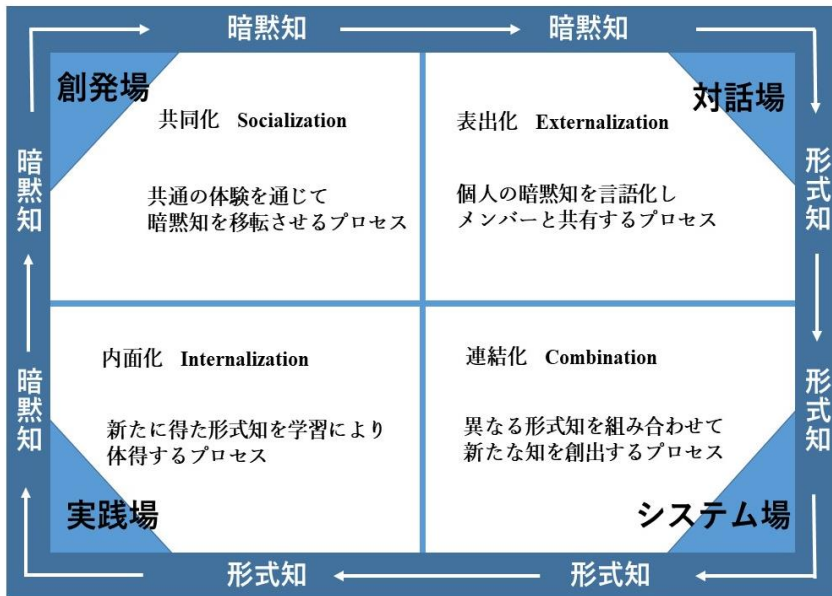 暗黙知
暗黙知
創発場
対話場
共同化 Socialization
共通の体験を通じて
暗黙知を移転させるプロセス
表出化 Externalization
個人の暗黙知を言語化し
メンバーと共有するプロセス
暗黙知
形式知
内面化 Internalization
新たに得た形式知を学習により
体得するプロセス
連結化 Combination
異なる形式知を組み合わせて
新たな知を創出するプロセス
暗黙知
形式知
実践場
システム場
形式知
形式知